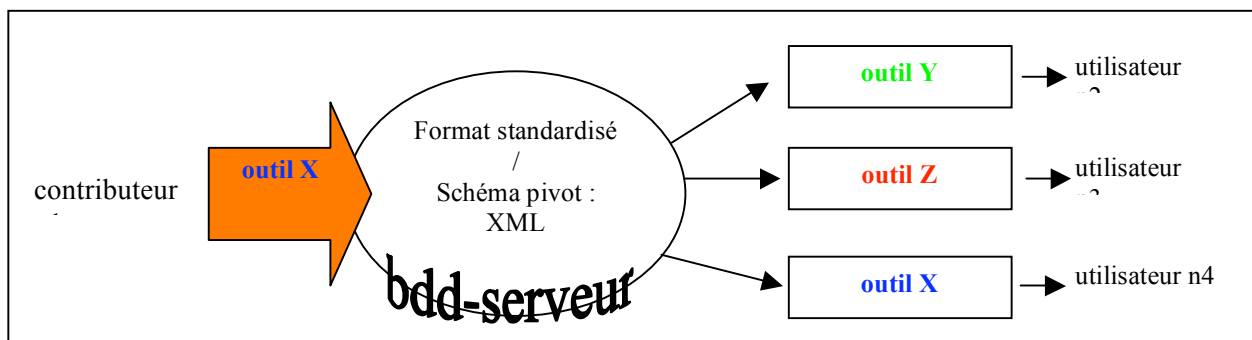 contributeur
outil X
Format standardisé
/
Schéma pivot :
XML
bdd-serveur
outil Y
utilisateur
outil Z
utilisateur
outil X
utilisateur n4